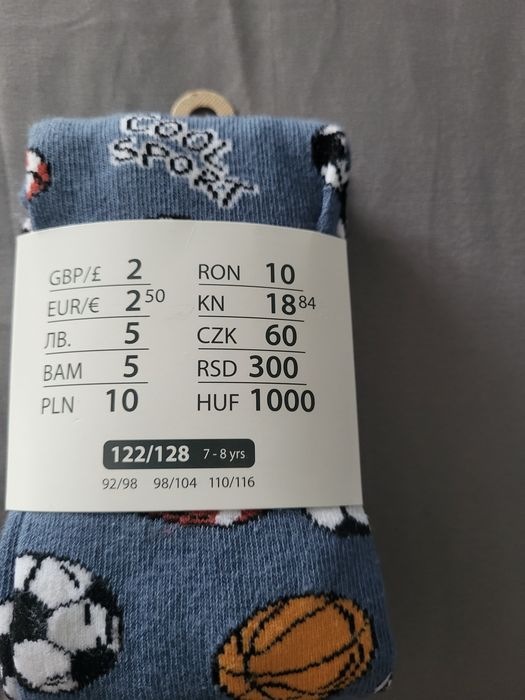 COOL
SPORT
GBP/£ 2
EUR/€ 2 50
ЛВ. 5
BAM 5
PLN 10
RON 10
KN 18 84
CZK 60
RSD 300
HUF 1000
122/128 7 - 8 yrs
92/98 98/104 110/116